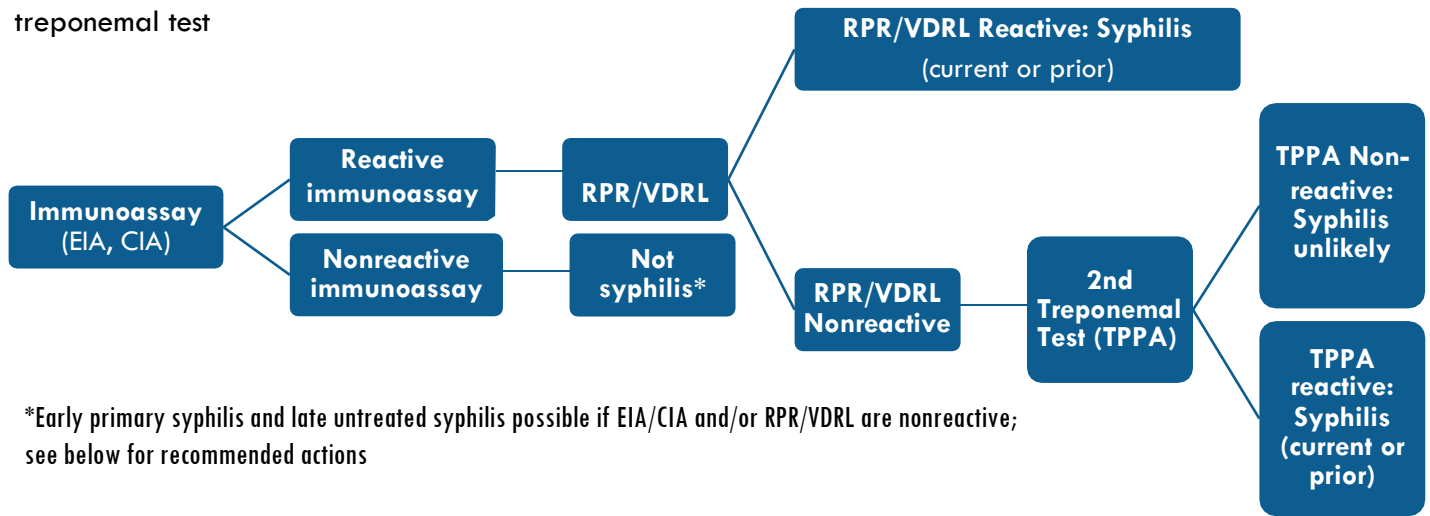 treponemal test
RPR/VDRL Reactive: Syphilis
(current or prior)
Immunoassay
(EIA, CIA)
Reactive
immunoassay
RPR/VDRL
Nonreactive
immunoassay
Not
syphilis*
RPR/VDRL
Nonreactive
2nd
Treponemal
Test (TPPA)
TPPA Non-
reactive:
Syphilis
unlikely
TPPA
reactive:
Syphilis
(current or
prior)
*Early primary syphilis and late untreated syphilis possible if EIA/CIA and/or RPR/VDRL are nonreactive;
see below for recommended actions